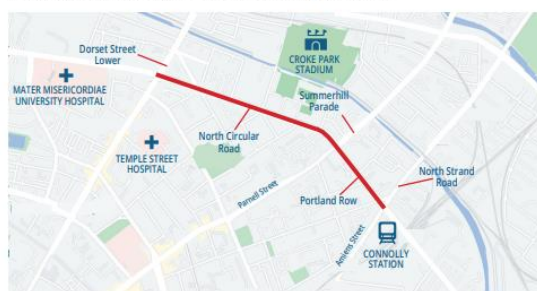 Dorset Street
Lower
CROKE PARK
STADIUM
MATER MISERICORDIAE
UNIVERSITY HOSPITAL
Summerhill
Parade
North Circular
Road
TEMPLE STREET
HOSPITAL
North Strand
Road
Parnell Street
Portland Row
Amiens Street
CONNOLLY
STATION